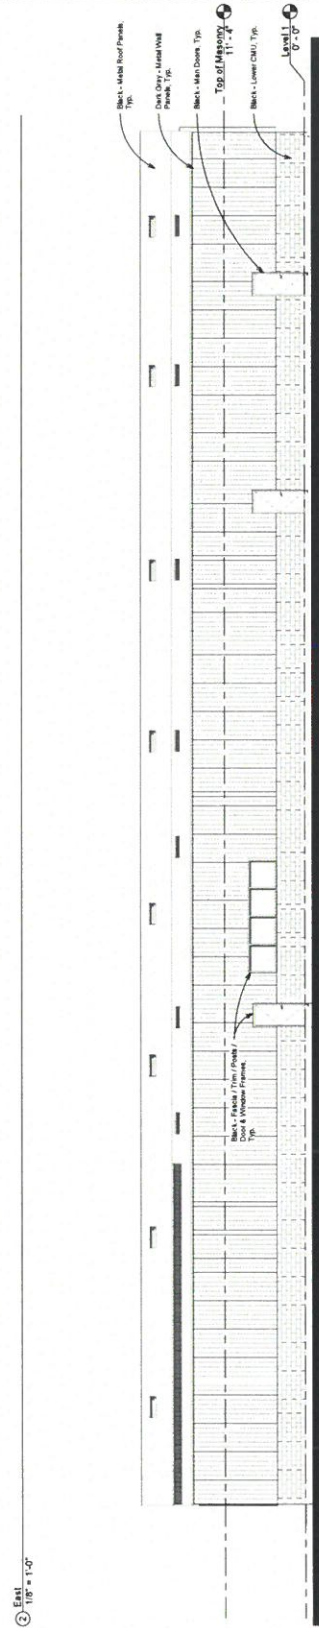 Black - Metal Roof Panels,
Typ.
Dark Grey - Metal Wall
Panels, Typ.
Black - Man Doors, Typ.
Top of Masonry
11' - 4"
Black - Lower CMU, Typ.
Level 1
0' - 0"
Black - Fascia / Trim / Posts /
Door & Window Frames,
Typ.
2
East
1/8" = 1'-0"